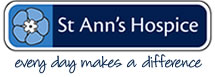 St Ann's Hospice
every day makes a difference